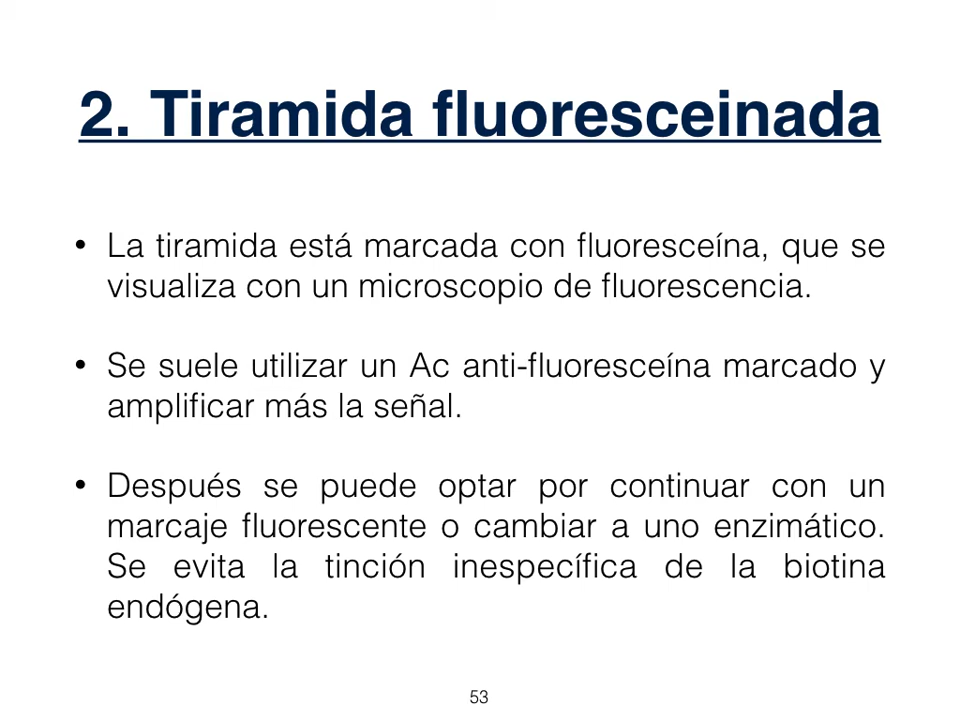 2. Tiramida fluoresceinada
• La tiramida está marcada con fluoresceína, que se
visualiza con un microscopio de fluorescencia.
• Se suele utilizar un Ac anti-fluoresceína marcado y
amplificar más la señal.
• Después se puede optar por continuar con un
marcaje fluorescente o cambiar a uno enzimático.
Se evita la tinción inespecífica de la biotina
endógena.
53